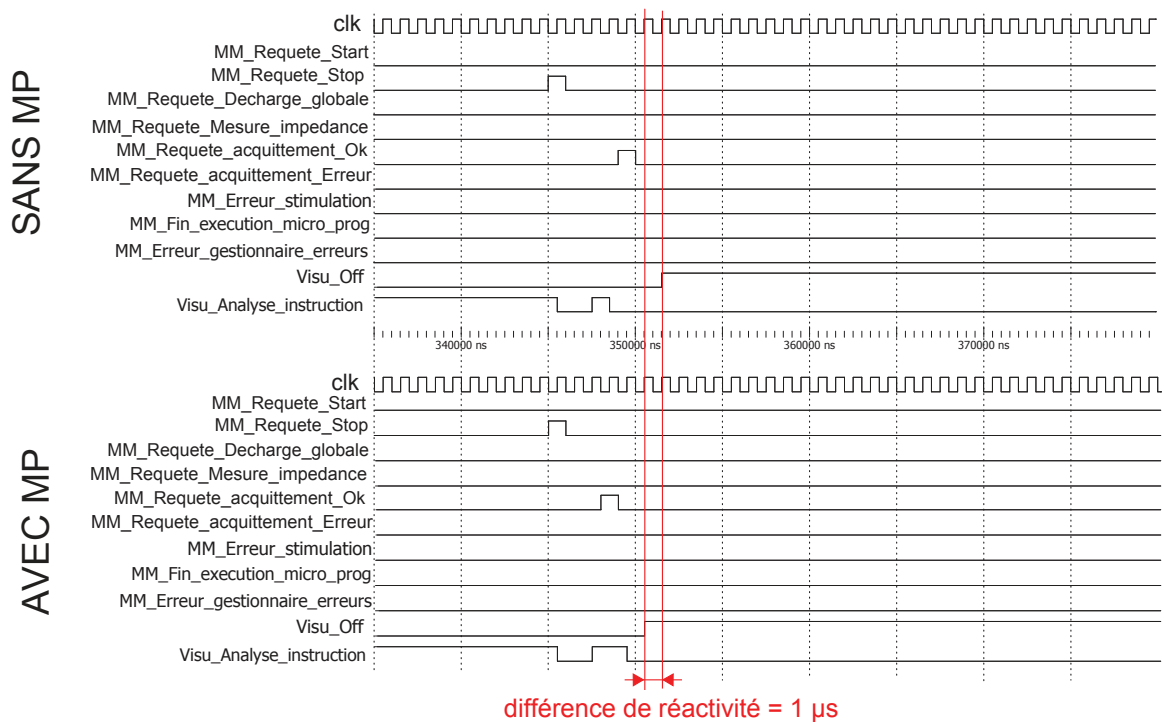 SANS MP
clk
MM_Requete_Start
MM_Requete_Stop
MM_Requete_Decharge_globale
MM_Requete_Mesure_impedance
MM_Requete_acquittement_Ok
MM_Requete_acquittement_Erreur
MM_Erreur_stimulation
MM_Fin_execution_micro_prog
MM_Erreur_gestionnaire_erreurs
Visu_Off
Visu_Analyse_instruction
340000 ns 350000 ns 360000 ns 370000 ns
AVEC MP
clk
MM_Requete_Start
MM_Requete_Stop
MM_Requete_Decharge_globale
MM_Requete_Mesure_impedance
MM_Requete_acquittement_Ok
MM_Requete_acquittement_Erreur
MM_Erreur_stimulation
MM_Fin_execution_micro_prog
MM_Erreur_gestionnaire_erreurs
Visu_Off
Visu_Analyse_instruction
différence de réactivité = 1 µs